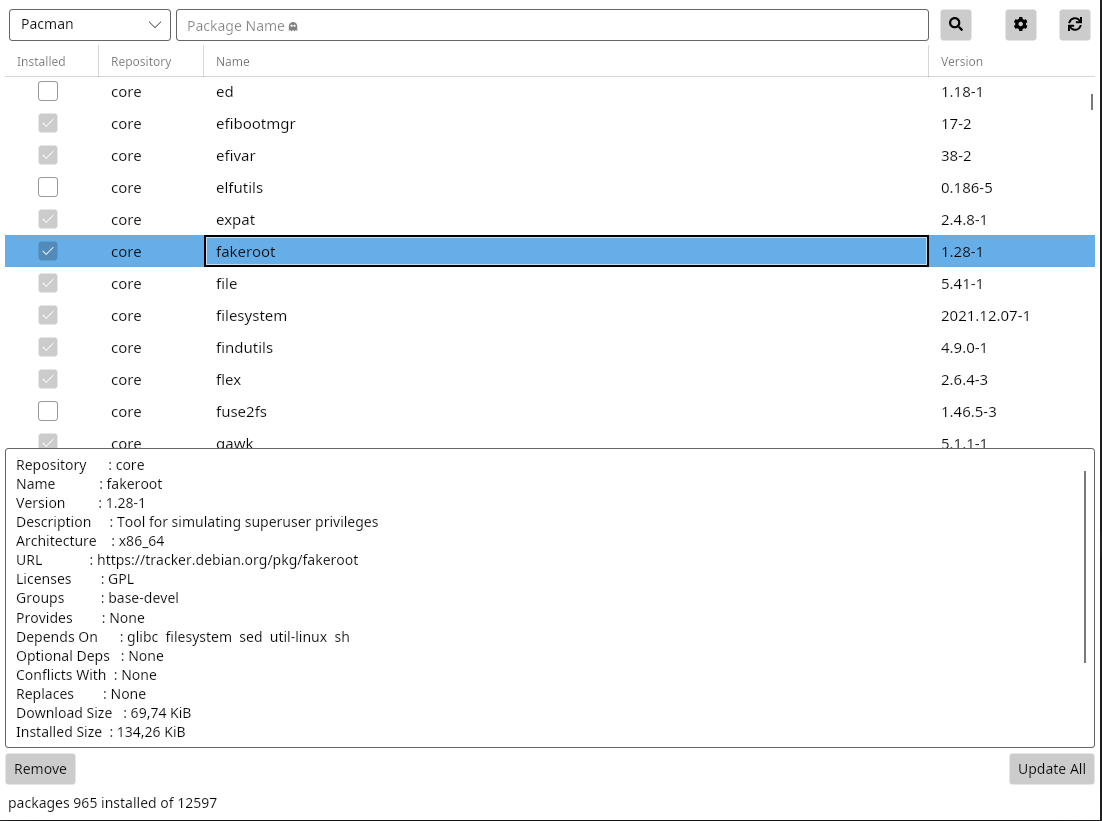 Pacman Package Name
Installed Repository Name Version
core ed 1.18-1
core efibootmgr 17-2
core efivar 38-2
core elfutils 0.186-5
core expat 2.4.8-1
core fakeroot 1.28-1
core file 5.41-1
core filesystem 2021.12.07-1
core findutils 4.9.0-1
core flex 2.6.4-3
core fuse2fs 1.46.5-3
core gawk 5.1.1-1
Repository : core
Name : fakeroot
Version : 1.28-1
Description : Tool for simulating superuser privileges
Architecture : x86_64
URL : https://tracker.debian.org/pkg/fakeroot
Licenses : GPL
Groups : base-devel
Provides : None
Depends On : glibc filesystem sed util-linux sh
Optional Deps : None
Conflicts With : None
Replaces : None
Download Size : 69,74 KiB
Installed Size : 134,26 KiB
Remove Update All
packages 965 installed of 12597